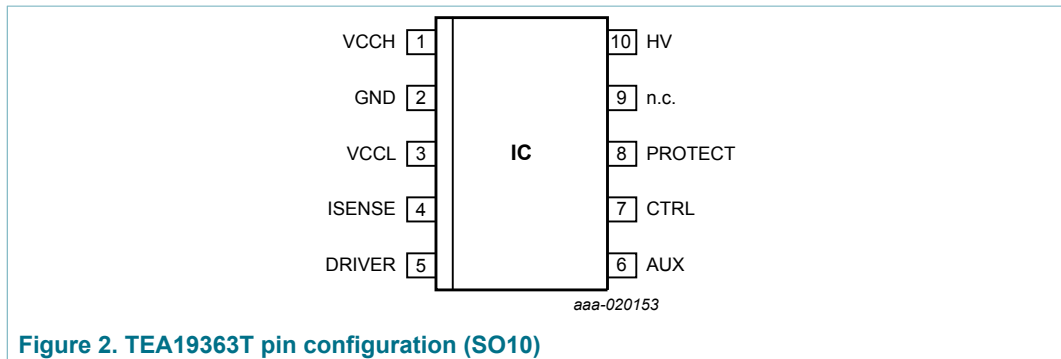 VCCH 1 10 HV
GND 2 9 n.c.
VCCL 3 IC 8 PROTECT
ISENSE 4 7 CTRL
DRIVER 5 6 AUX
aaa-020153
Figure 2. TEA19363T pin configuration (SO10)